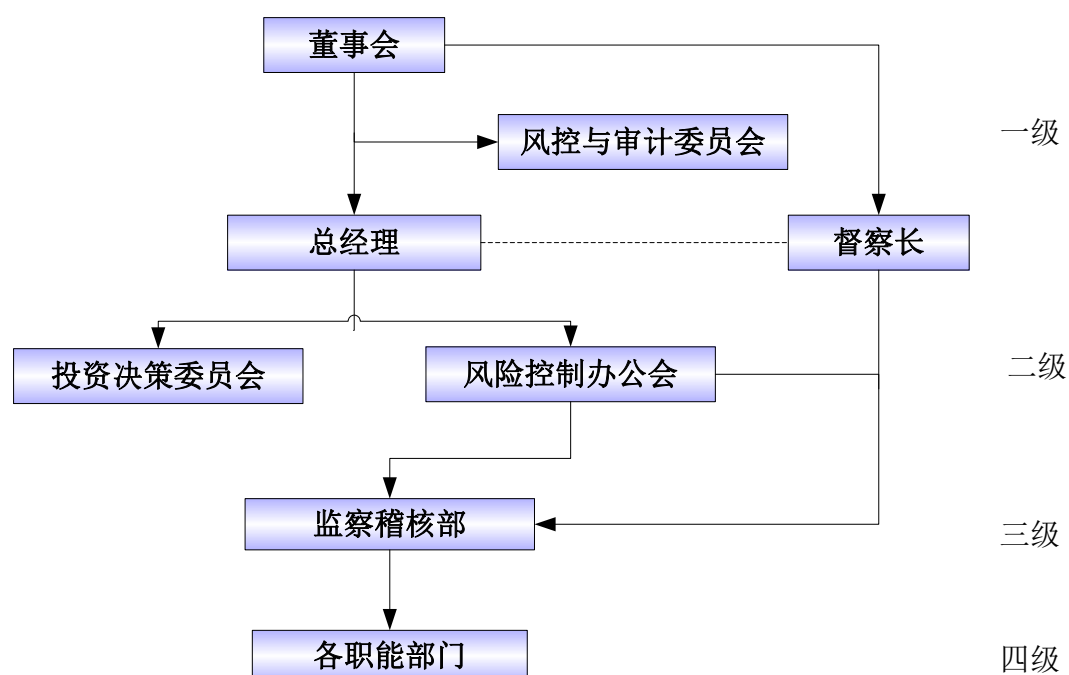 董事会
风控与审计委员会
一级
总经理
督察长
投资决策委员会
风险控制办公会
二级
监察稽核部
三级
各职能部门
四级